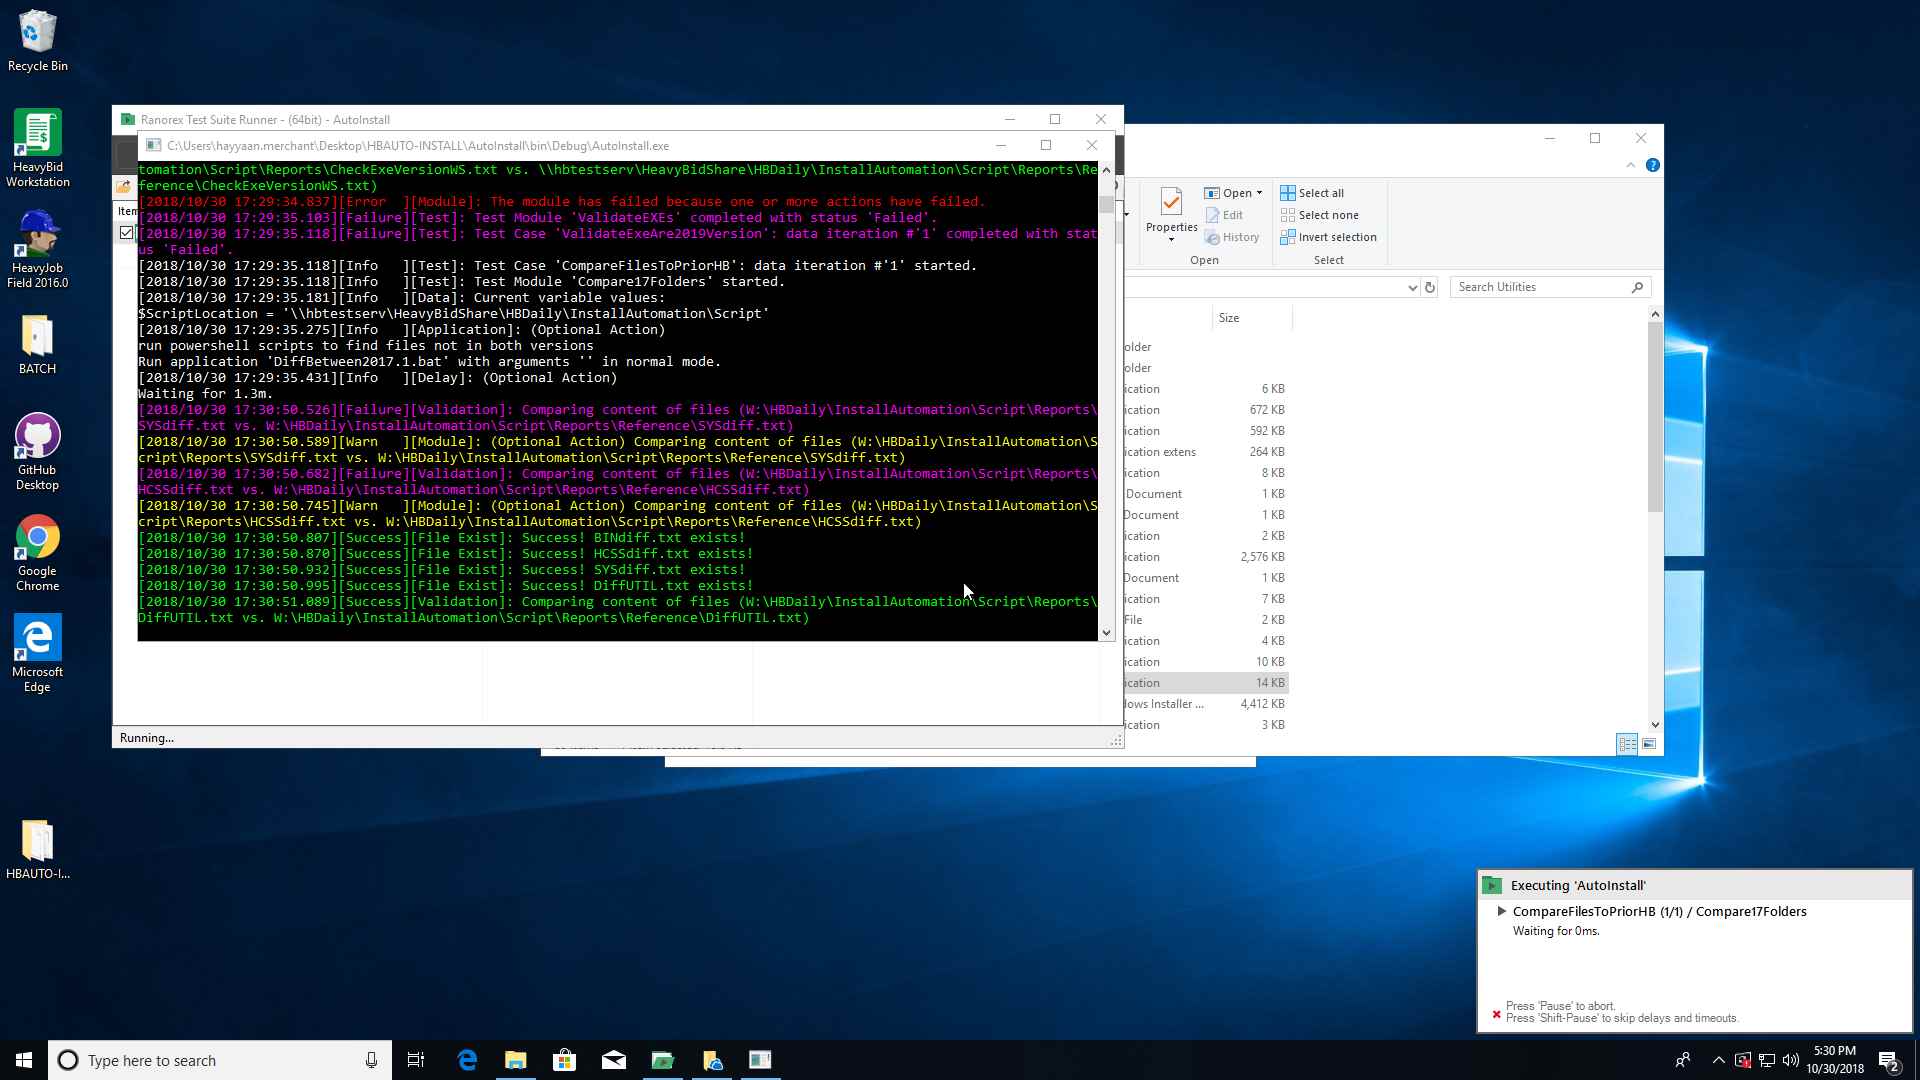 Recycle Bin
HeavyBid
Workstation
HeavyJob
Field 2016.0
BATCH
GitHub
Desktop
Google
Chrome
Microsoft
Edge
HBAUTO-I...
Ranorex Test Suite Runner - (64bit) - AutoInstall
C:\Users\hayyaan.merchant\Desktop\HBAUTO-INSTALL\AutoInstall\bin\Debug\AutoInstall.exe
Item
tomation\Script\Reports\CheckExeVersionWS.txt vs. \\hbtestserv\HeavyBidShare\HBDaily\InstallAutomation\Script\Reports\Re
ference\CheckExeVersionWS.txt)
[2018/10/30 17:29:34.837][Error  ][Module]: The module has failed because one or more actions have failed.
[2018/10/30 17:29:35.103][Failure][Test]: Test Module 'ValidateEXEs' completed with status 'Failed'.
[2018/10/30 17:29:35.118][Failure][Test]: Test Case 'ValidateExeAre2019Version': data iteration #'1' completed with stat
us 'Failed'.
[2018/10/30 17:29:35.118][Info   ][Test]: Test Case 'CompareFilesToPriorHB': data iteration #'1' started.
[2018/10/30 17:29:35.118][Info   ][Test]: Test Module 'Compare17Folders' started.
[2018/10/30 17:29:35.181][Info   ][Data]: Current variable values:
$ScriptLocation = '\\hbtestserv\HeavyBidShare\HBDaily\InstallAutomation\Script'
[2018/10/30 17:29:35.275][Info   ][Application]: (Optional Action)
run powershell scripts to find files not in both versions
Run application 'DiffBetween2017.1.bat' with arguments '' in normal mode.
[2018/10/30 17:29:35.431][Info   ][Delay]: (Optional Action)
Waiting for 1.3m.
[2018/10/30 17:30:50.526][Failure][Validation]: Comparing content of files (W:\HBDaily\InstallAutomation\Script\Reports\
SYSdiff.txt vs. W:\HBDaily\InstallAutomation\Script\Reports\Reference\SYSdiff.txt)
[2018/10/30 17:30:50.589][Warn   ][Module]: (Optional Action) Comparing content of files (W:\HBDaily\InstallAutomation\S
cript\Reports\SYSdiff.txt vs. W:\HBDaily\InstallAutomation\Script\Reports\Reference\SYSdiff.txt)
[2018/10/30 17:30:50.682][Failure][Validation]: Comparing content of files (W:\HBDaily\InstallAutomation\Script\Reports\
HCSSdiff.txt vs. W:\HBDaily\InstallAutomation\Script\Reports\Reference\HCSSdiff.txt)
[2018/10/30 17:30:50.745][Warn   ][Module]: (Optional Action) Comparing content of files (W:\HBDaily\InstallAutomation\S
cript\Reports\HCSSdiff.txt vs. W:\HBDaily\InstallAutomation\Script\Reports\Reference\HCSSdiff.txt)
[2018/10/30 17:30:50.807][Success][File Exist]: Success! BINdiff.txt exists!
[2018/10/30 17:30:50.870][Success][File Exist]: Success! HCSSdiff.txt exists!
[2018/10/30 17:30:50.932][Success][File Exist]: Success! SYSdiff.txt exists!
[2018/10/30 17:30:50.995][Success][File Exist]: Success! DiffUTIL.txt exists!
[2018/10/30 17:30:51.089][Success][Validation]: Comparing content of files (W:\HBDaily\InstallAutomation\Script\Reports\
DiffUTIL.txt vs. W:\HBDaily\InstallAutomation\Script\Reports\Reference\DiffUTIL.txt)
Running...
Properties
Open
Edit
History
Open
Select all
Select none
Invert selection
Select
Search Utilities
Size
older
older
ication 6 KB
ication 672 KB
ication 592 KB
ication extens 264 KB
ication 8 KB
Document 1 KB
Document 1 KB
ication 2 KB
ication 2,576 KB
Document 1 KB
ication 7 KB
File 2 KB
ication 4 KB
ication 10 KB
ication 14 KB
dows Installer ... 4,412 KB
ication 3 KB
Executing 'AutoInstall'
CompareFilesToPriorHB (1/1) / Compare17Folders
Waiting for 0ms.
Press 'Pause' to abort.
Press 'Shift-Pause' to skip delays and timeouts.
Type here to search
5:30 PM
10/30/2018
2